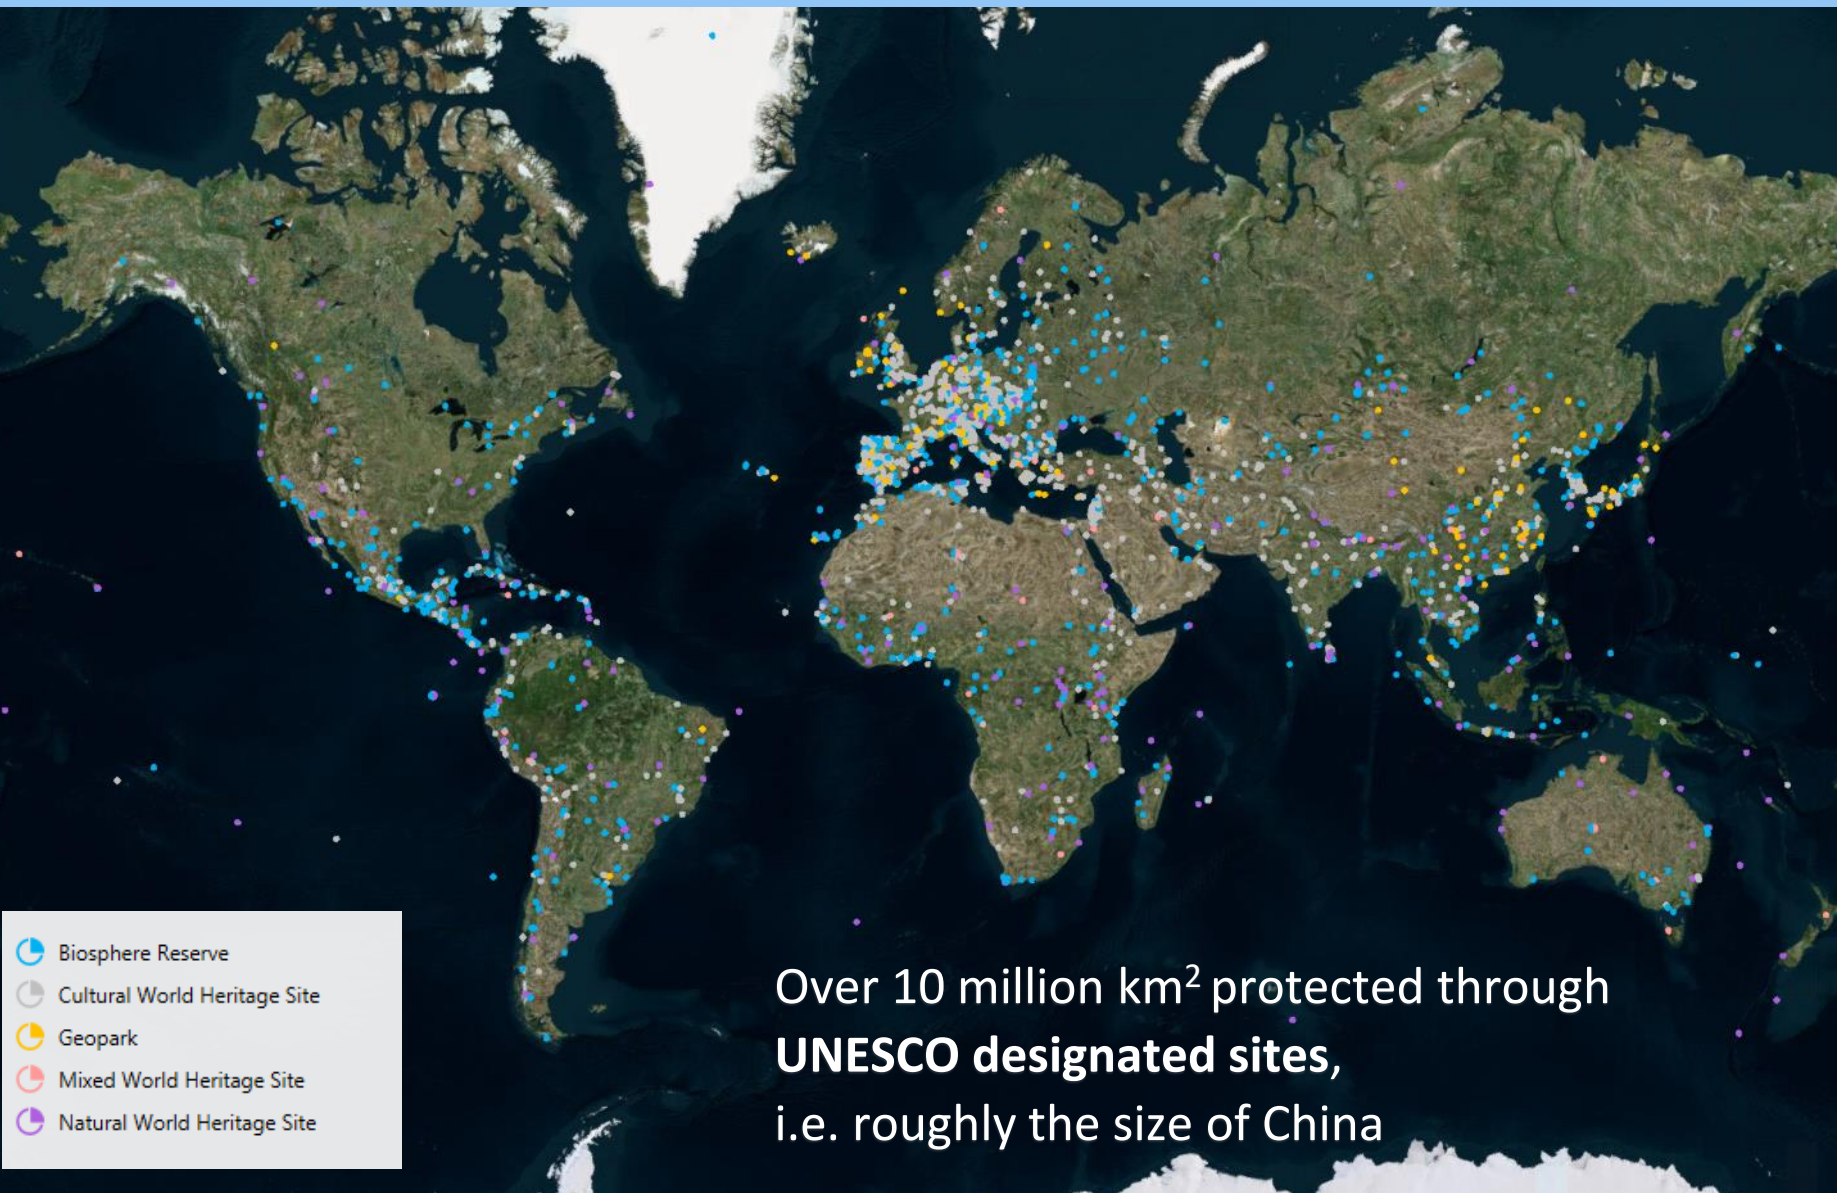 Biosphere Reserve
Cultural World Heritage Site
Geopark
Mixed World Heritage Site
Natural World Heritage Site
Over 10 million km² protected through
UNESCO designated sites,
i.e. roughly the size of China